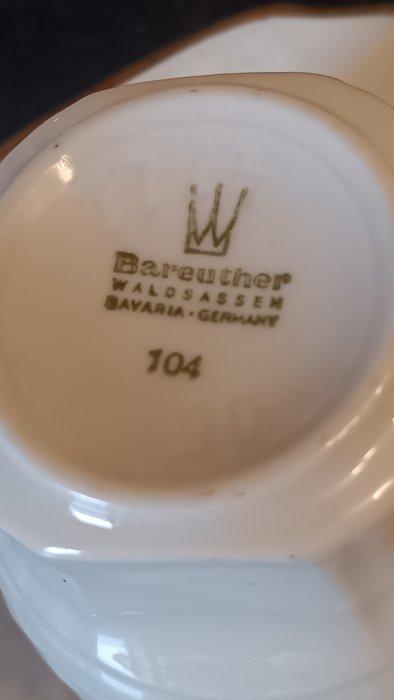 W
Bareuther
WALDSASSEN
BAVARIA · GERMANY
104